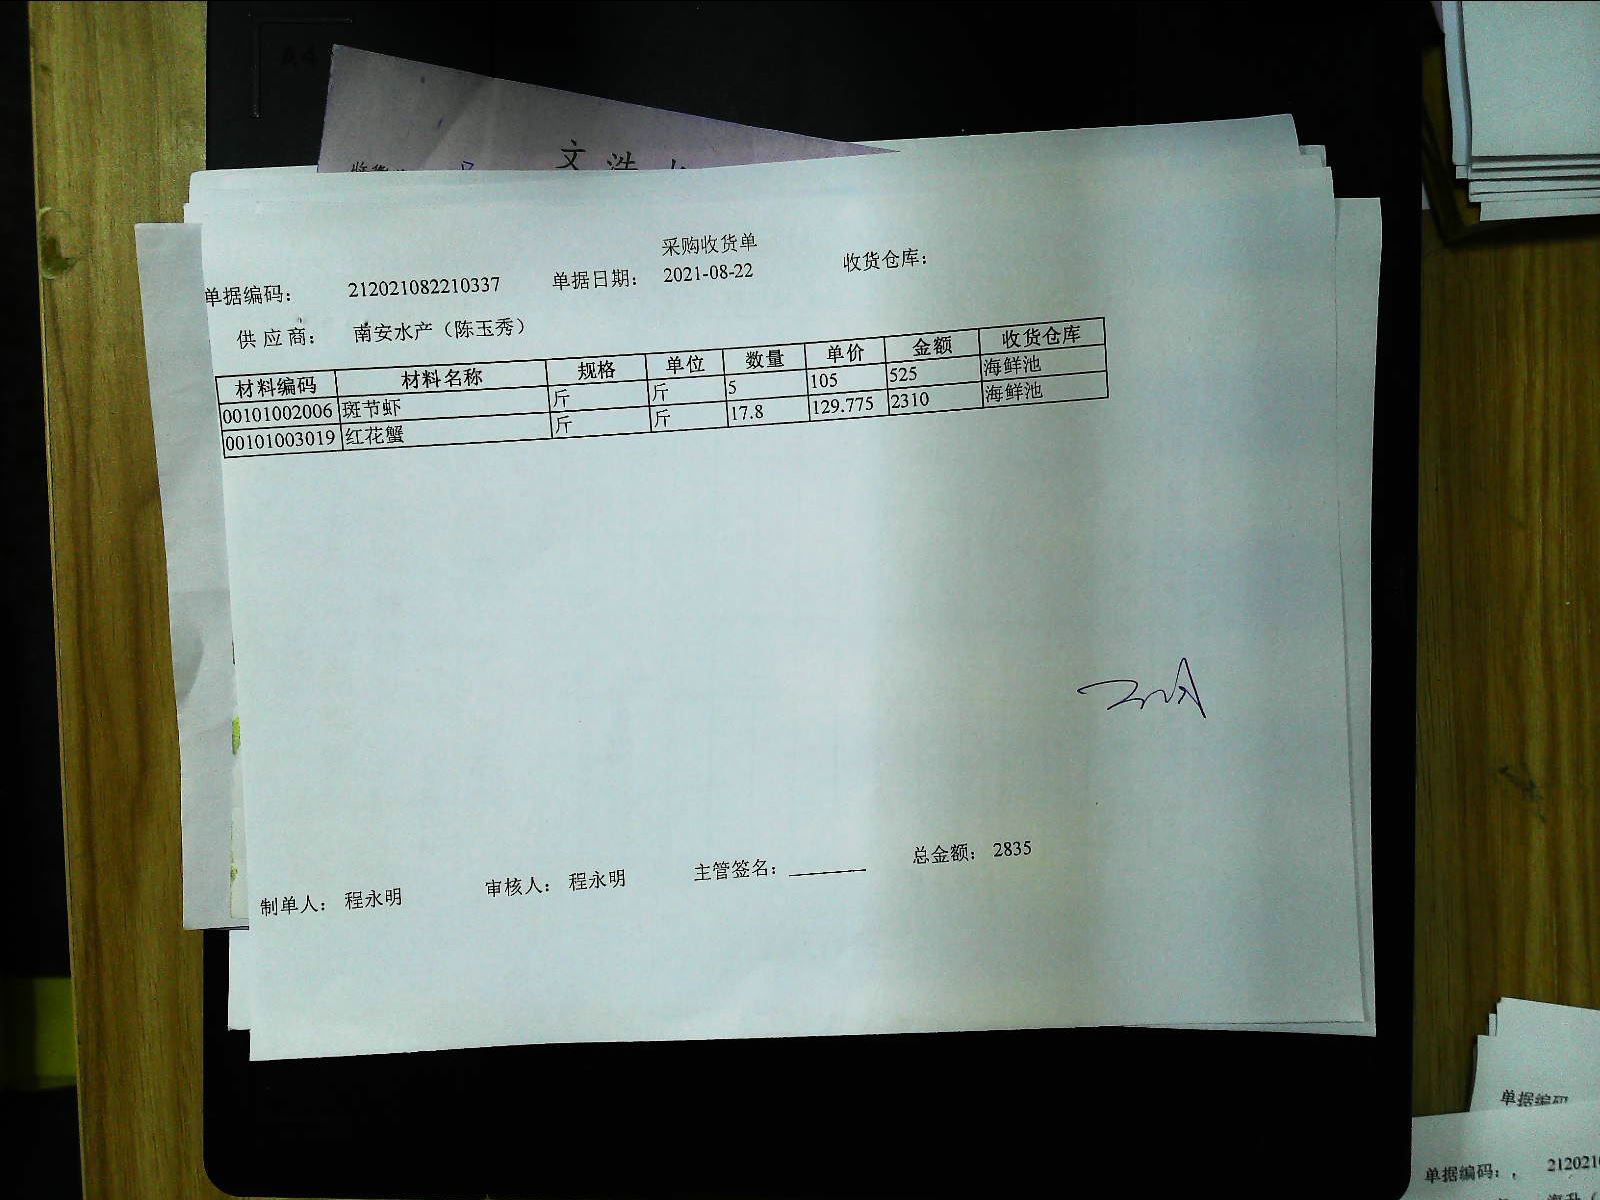 A4
文浩
采购收货单
单据编码： 212021082210337 单据日期： 2021-08-22 收货仓库：
供应商： 南安水产（陈玉秀）
材料编码 材料名称 规格 单位 数量 单价 金额 收货仓库
00101002006 斑节虾 斤 斤 5 105 525 海鲜池
00101003019 红花蟹 斤 斤 17.8 129.775 2310 海鲜池
制单人： 程永明 审核人： 程永明 主管签名： 总金额： 2835
单据编码
单据编码：